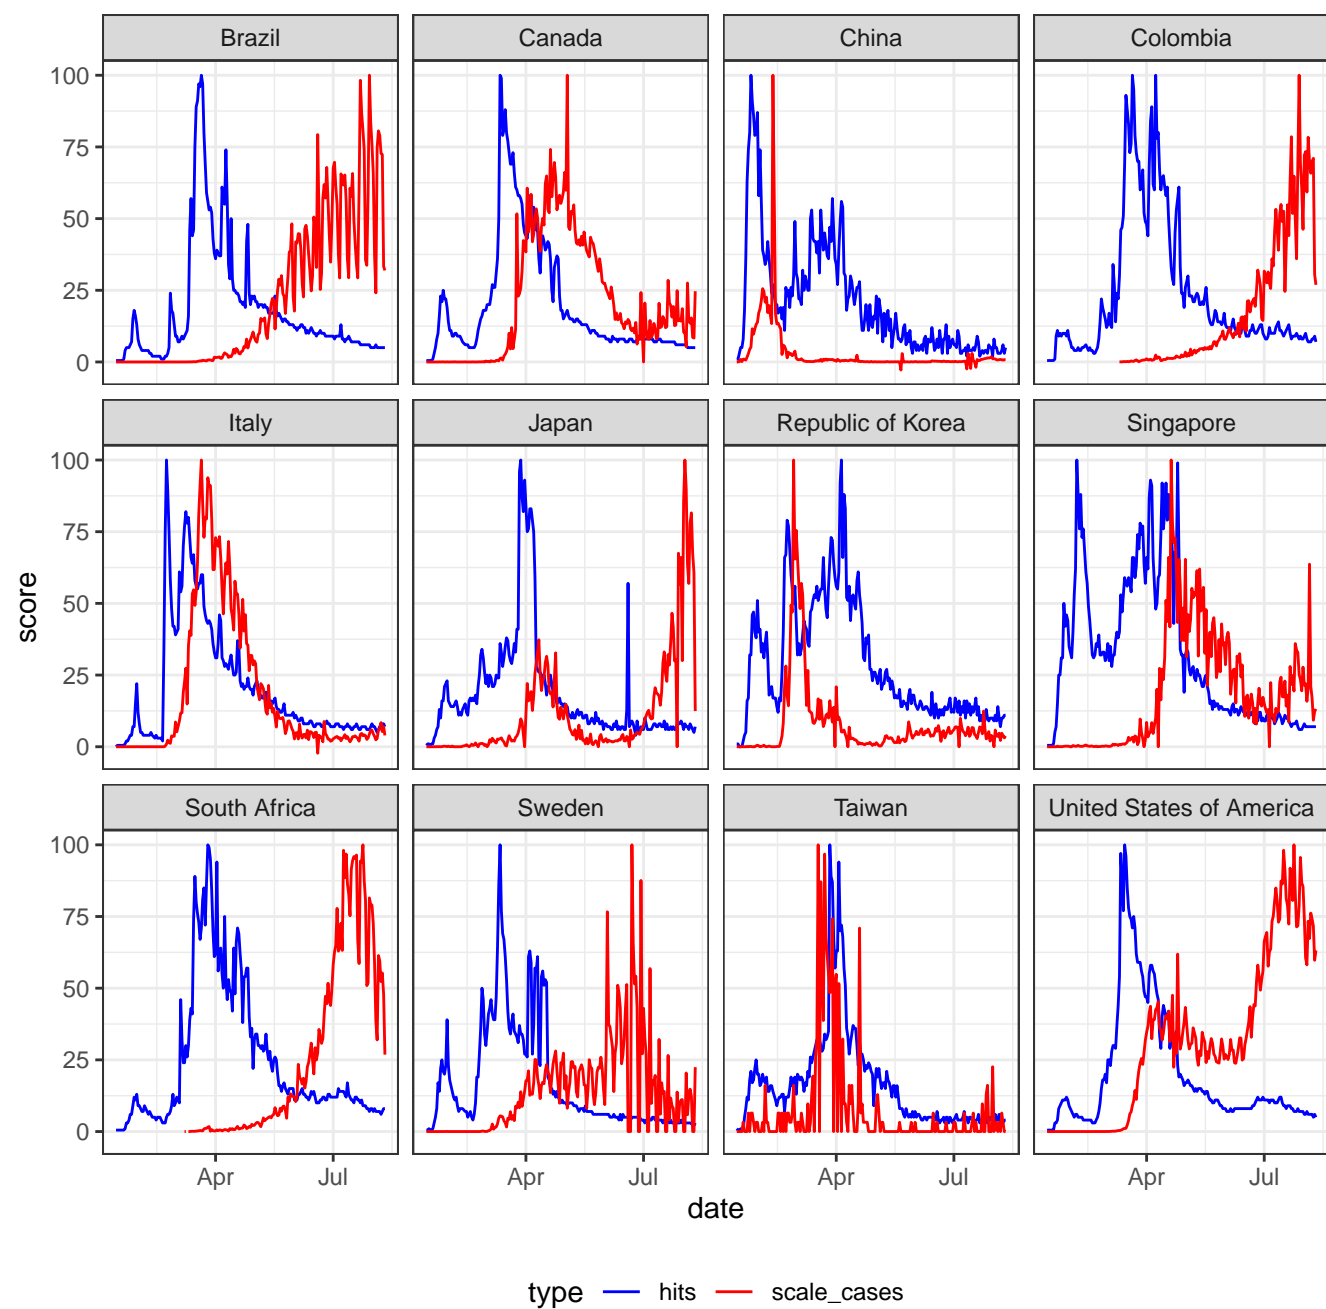 Brazil Canada China Colombia
100
75
50
25
0
Italy Japan Republic of Korea Singapore
100
75
50
25
0
score
South Africa Sweden Taiwan United States of America
100
75
50
25
0
Apr Jul Apr Jul Apr Jul Apr Jul
date
type hits scale_cases